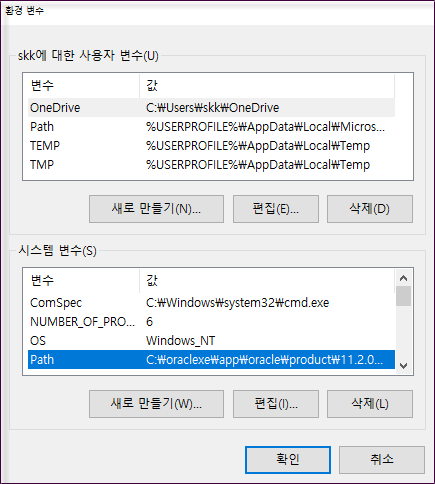 환경 변수
skk에 대한 사용자 변수(U)
변수 값
OneDrive C:₩Users₩skk₩OneDrive
Path %USERPROFILE%₩AppData₩Local₩Micros...
TEMP %USERPROFILE%₩AppData₩Local₩Temp
TMP %USERPROFILE%₩AppData₩Local₩Temp
새로 만들기(N)... 편집(E)... 삭제(D)
시스템 변수(S)
변수 값
ComSpec C:₩Windows₩system32₩cmd.exe
NUMBER_OF_PRO... 6
OS Windows_NT
Path C:₩oraclexe₩app₩oracle₩product₩11.2.0...
새로 만들기(W)... 편집(I)... 삭제(L)
확인 취소